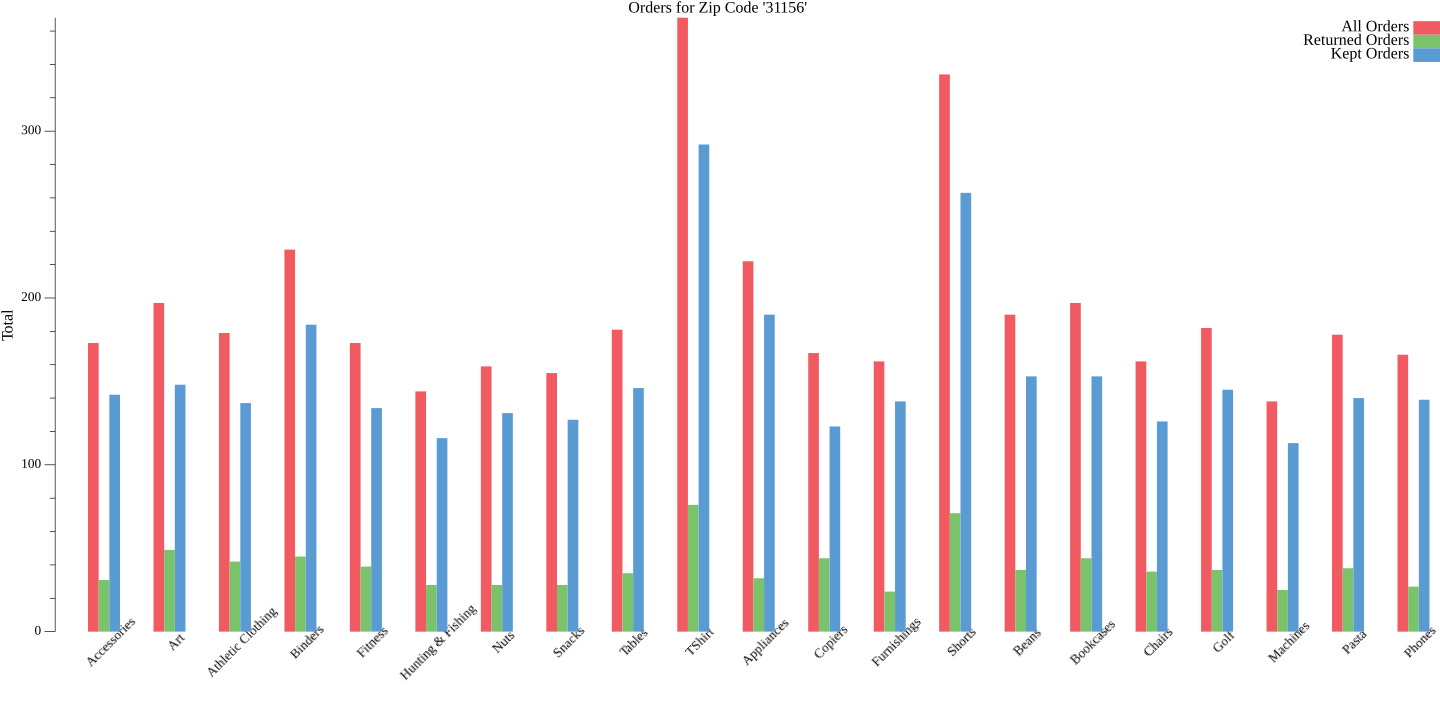 Orders for Zip Code '31156'
All Orders
Returned Orders
Kept Orders
Total
300
200
100
0
Accessories
Art
Athletic Clothing
Binders
Fitness
Hunting & Fishing
Nuts
Snacks
Tables
TShirt
Appliances
Copiers
Furnishings
Shorts
Beans
Bookcases
Chairs
Golf
Machines
Pasta
Phones